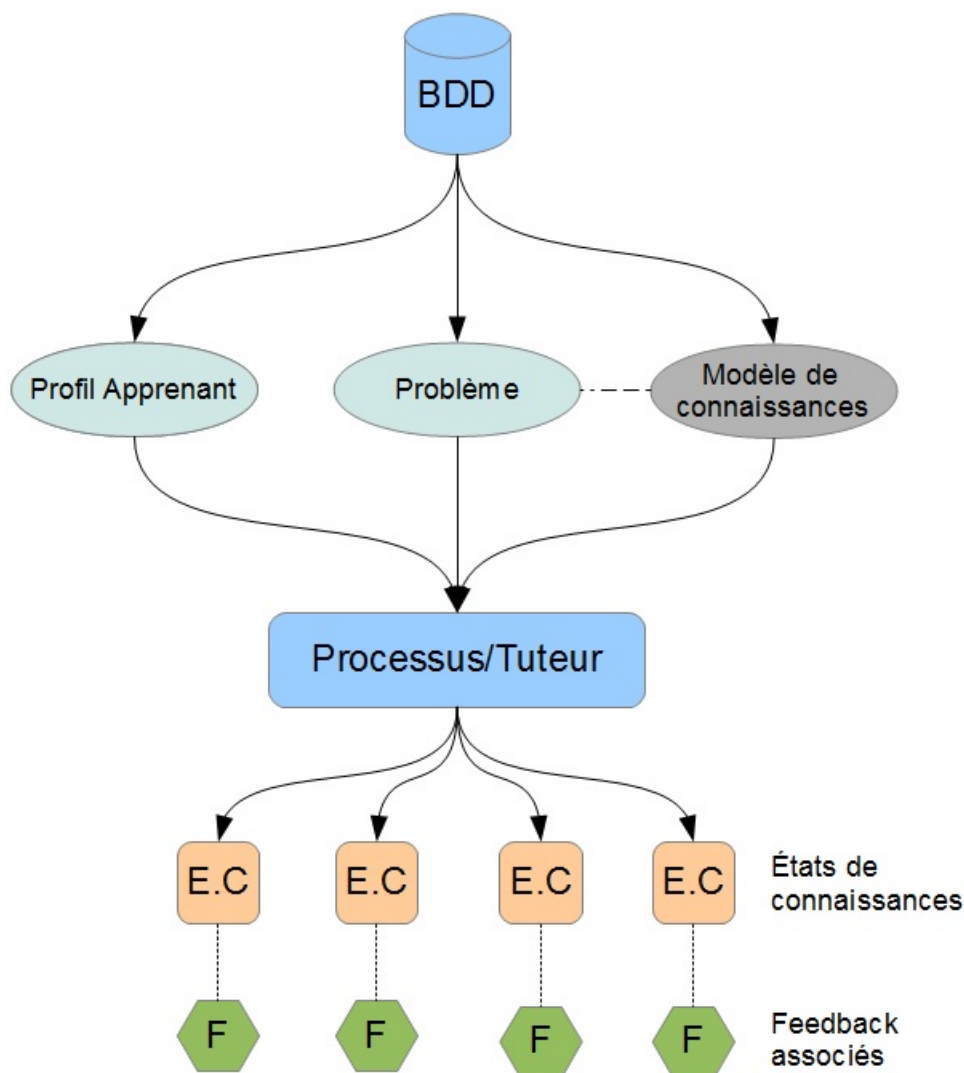 BDD
Profil Apprenant
Problème
Modèle de
connaissances
Processus/Tuteur
E.C
E.C
E.C
E.C
États de
connaissances
F
F
F
F
Feedback
associés